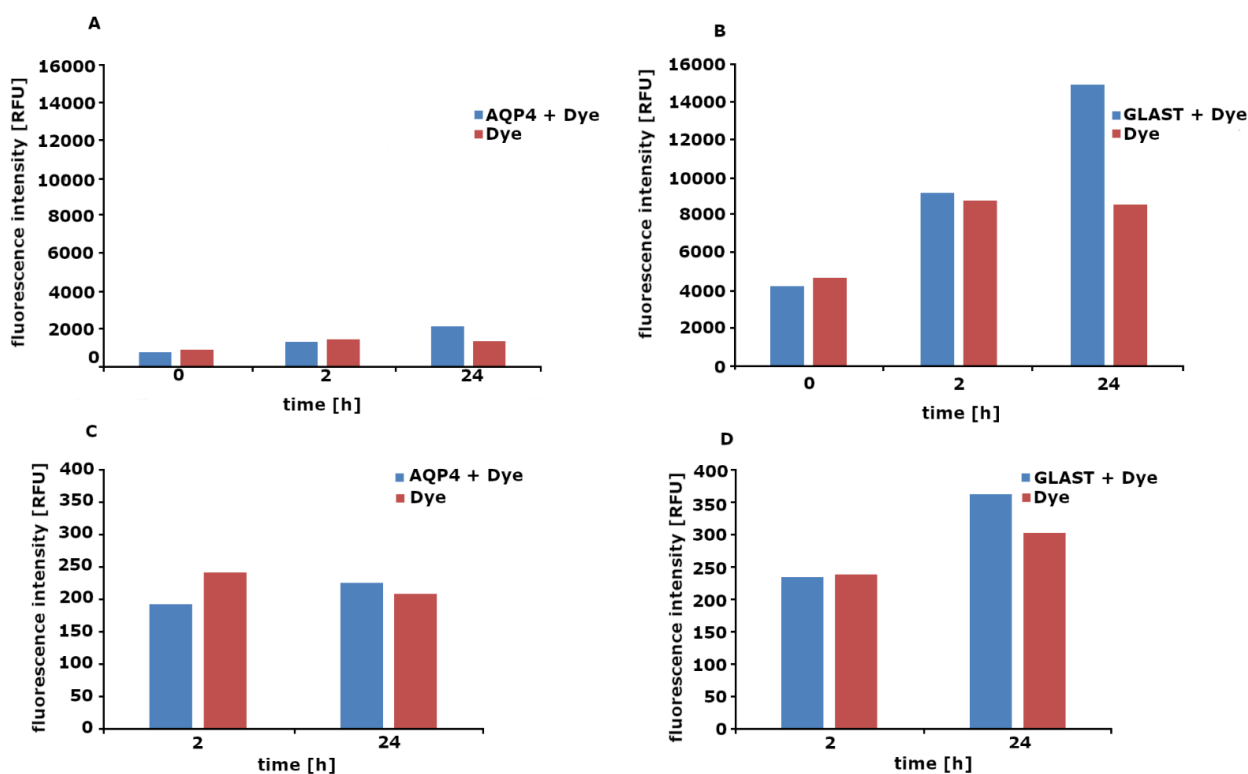 A
fluorescence intensity [RFU]
16000
14000
12000
10000
8000
6000
4000
2000
0
AQP4 + Dye
Dye
0 2 24
time [h]
B
fluorescence intensity [RFU]
16000
14000
12000
10000
8000
6000
4000
2000
0
GLAST + Dye
Dye
0 2 24
time [h]
C
fluorescence intensity [RFU]
400
350
300
250
200
150
100
50
0
AQP4 + Dye
Dye
2 24
time [h]
D
fluorescence intensity [RFU]
400
350
300
250
200
150
100
50
0
GLAST + Dye
Dye
2 24
time [h]